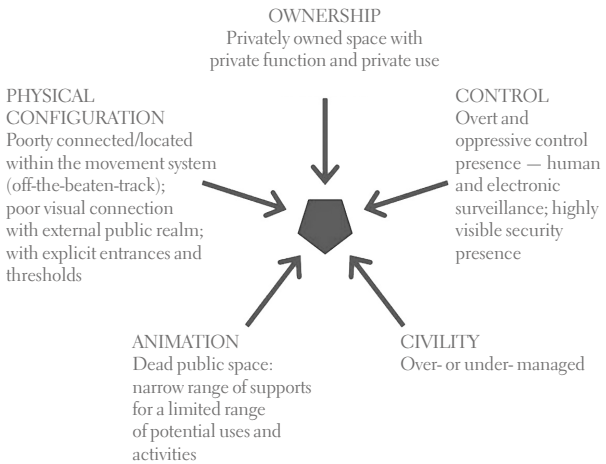 OWNERSHIP
Privately owned space with
private function and private use
PHYSICAL
CONFIGURATION
Poorty connected/located
within the movement system
(off-the-beaten-track);
poor visual connection
with external public realm;
with explicit entrances and
thresholds
CONTROL
Overt and
oppressive control
presence — human
and electronic
surveillance; highly
visible security
presence
ANIMATION
Dead public space:
narrow range of supports
for a limited range
of potential uses and
activities
CIVILITY
Over- or under- managed